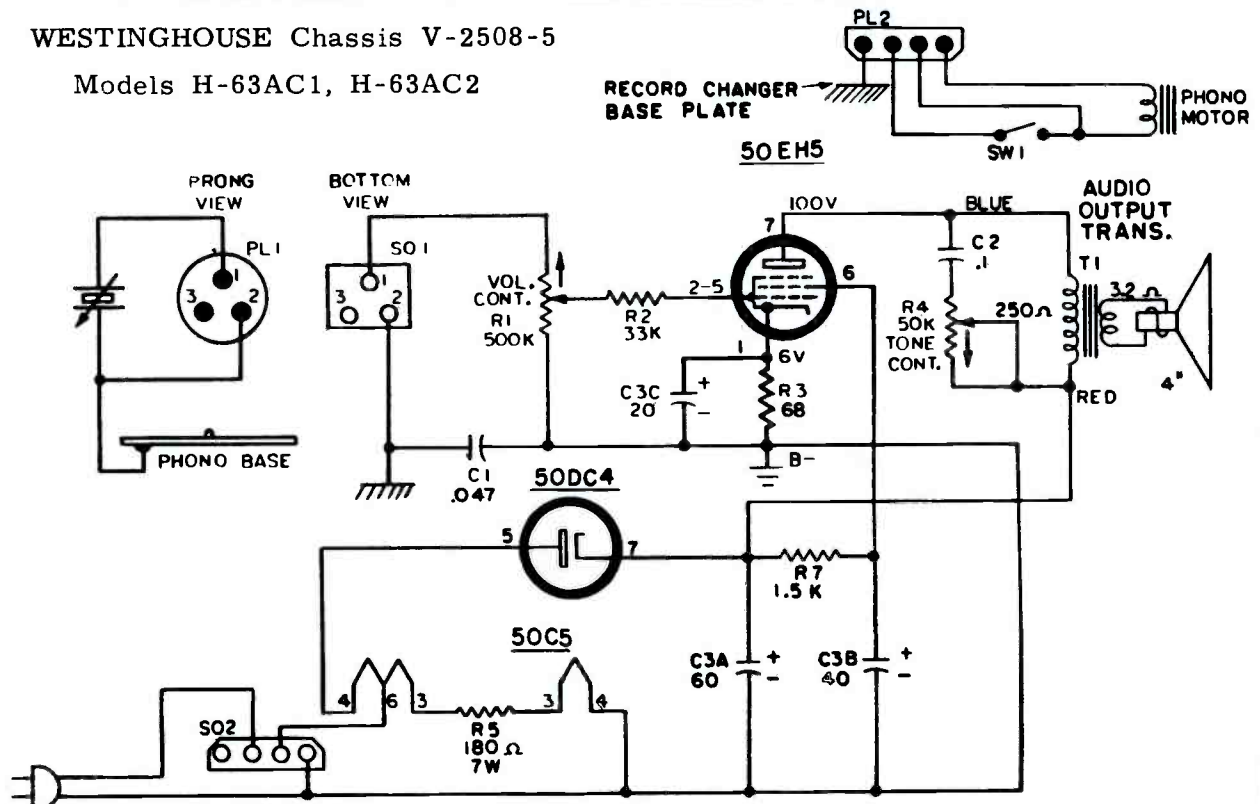 WESTINGHOUSE Chassis V-2508-5
Models H-63AC1, H-63AC2
PL2
RECORD CHANGER
BASE PLATE
PHONO
MOTOR
SW1
50EH5
PRONG
VIEW
BOTTOM
VIEW
PL1
1
2
3
SO1
1
2
3
VOL.
CONT.
R1
500K
R2
33K
2-5
7
100V
6
1
6V
BLUE
C2
.1
R4
50K
TONE
CONT.
250Ω
AUDIO
OUTPUT
TRANS.
T1
3.2 Ω
4"
RED
C3C
20
+
-
R3
68
B-
PHONO BASE
C1
.047
50DC4
5
7
R7
1.5K
50C5
C3A
60
+
-
C3B
40
+
-
4
6
3
R5
180 Ω
7W
3
4
SO2